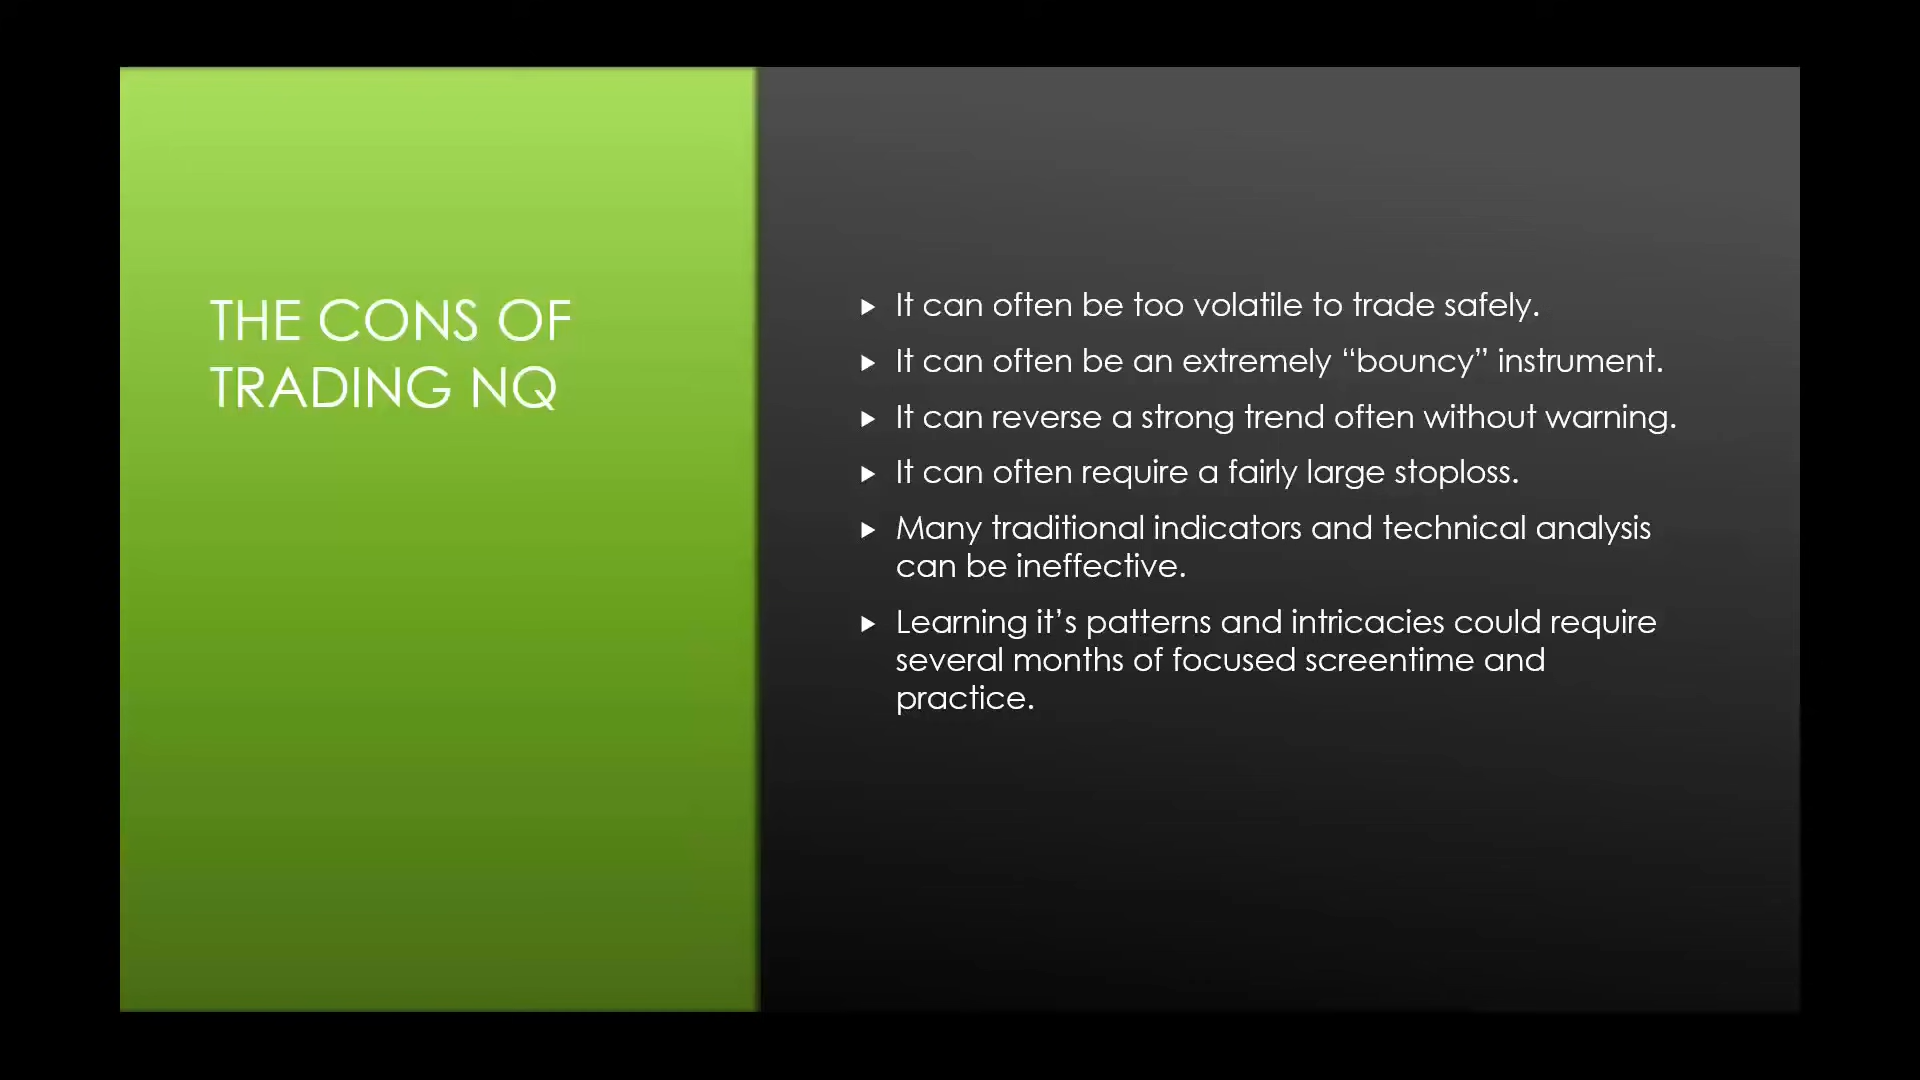 THE CONS OF
TRADING NQ
It can often be too volatile to trade safely.
It can often be an extremely “bouncy” instrument.
It can reverse a strong trend often without warning.
It can often require a fairly large stoploss.
Many traditional indicators and technical analysis
can be ineffective.
Learning it’s patterns and intricacies could require
several months of focused screentime and
practice.